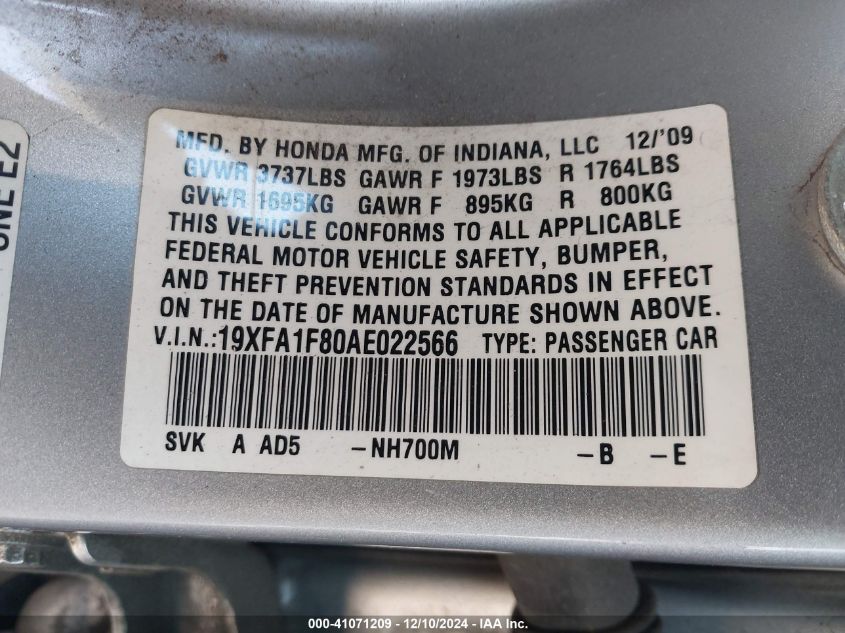 MFD. BY HONDA MFG. OF INDIANA, LLC 12/'09
GVWR 3737LBS GAWR F 1973LBS R 1764LBS
GVWR 1695KG GAWR F 895KG R 800KG
THIS VEHICLE CONFORMS TO ALL APPLICABLE
FEDERAL MOTOR VEHICLE SAFETY, BUMPER,
AND THEFT PREVENTION STANDARDS IN EFFECT
ON THE DATE OF MANUFACTURE SHOWN ABOVE.
V.I.N.:19XFA1F80AE022566 TYPE: PASSENGER CAR
SVK A AD5 -NH700M -B -E
000-41071209 - 12/10/2024 - IAA Inc.